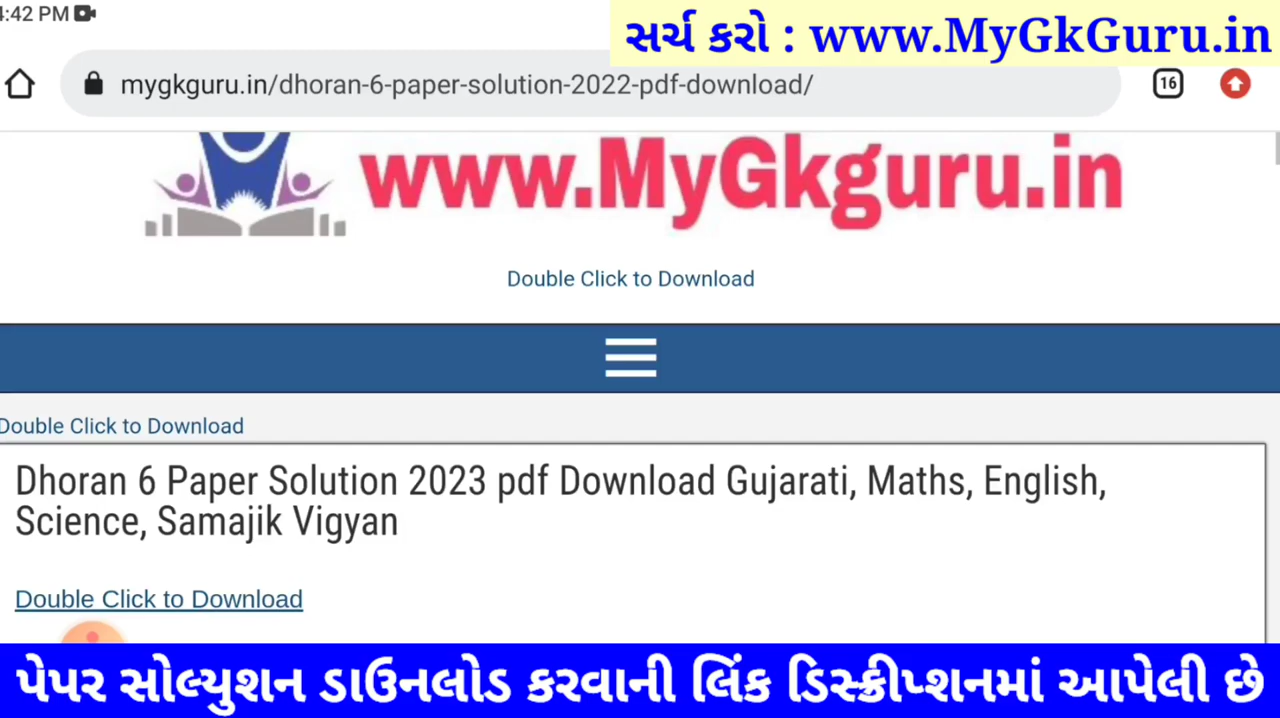 4:42 PM
સર્ચ કરો : www.MyGkGuru.in
mygkguru.in/dhoran-6-paper-solution-2022-pdf-download/
16
www.MyGkguru.in
Double Click to Download
Double Click to Download
Dhoran 6 Paper Solution 2023 pdf Download Gujarati, Maths, English,
Science, Samajik Vigyan
Double Click to Download
પેપર સોલ્યુશન ડાઉનલોડ કરવાની લિંક ડિસ્ક્રીપ્શનમાં આપેલી છે